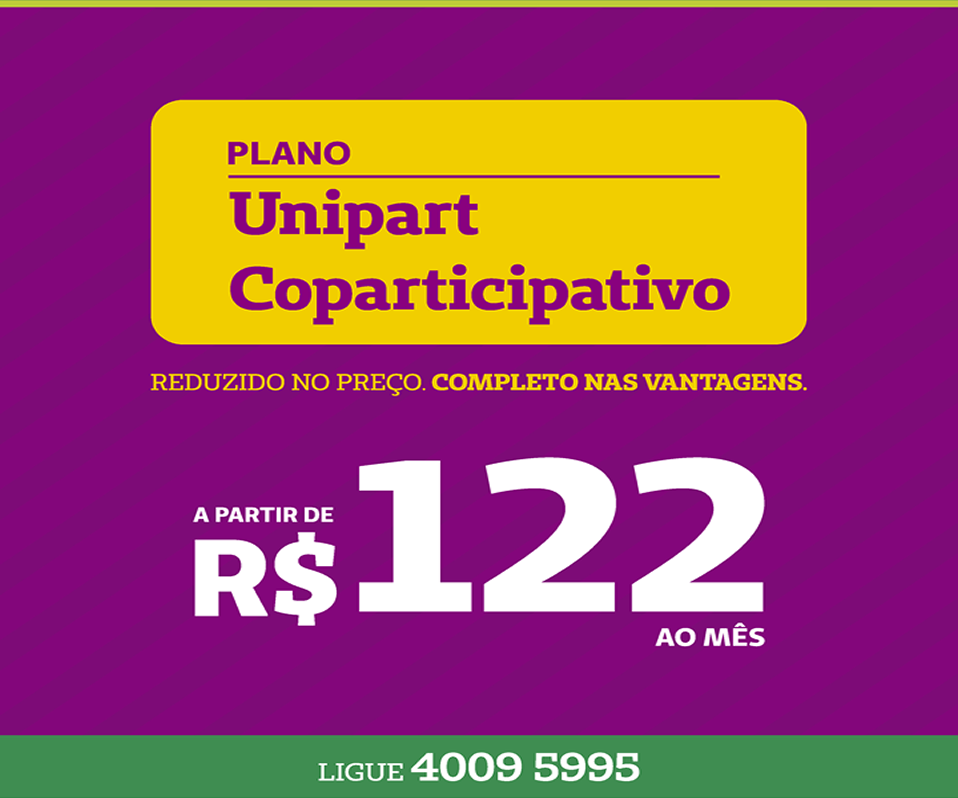 PLANO
Unipart
Coparticipativo
REDUZIDO NO PREÇO. COMPLETO NAS VANTAGENS.
A PARTIR DE
R$122
AO MÊS
LIGUE 4009 5995